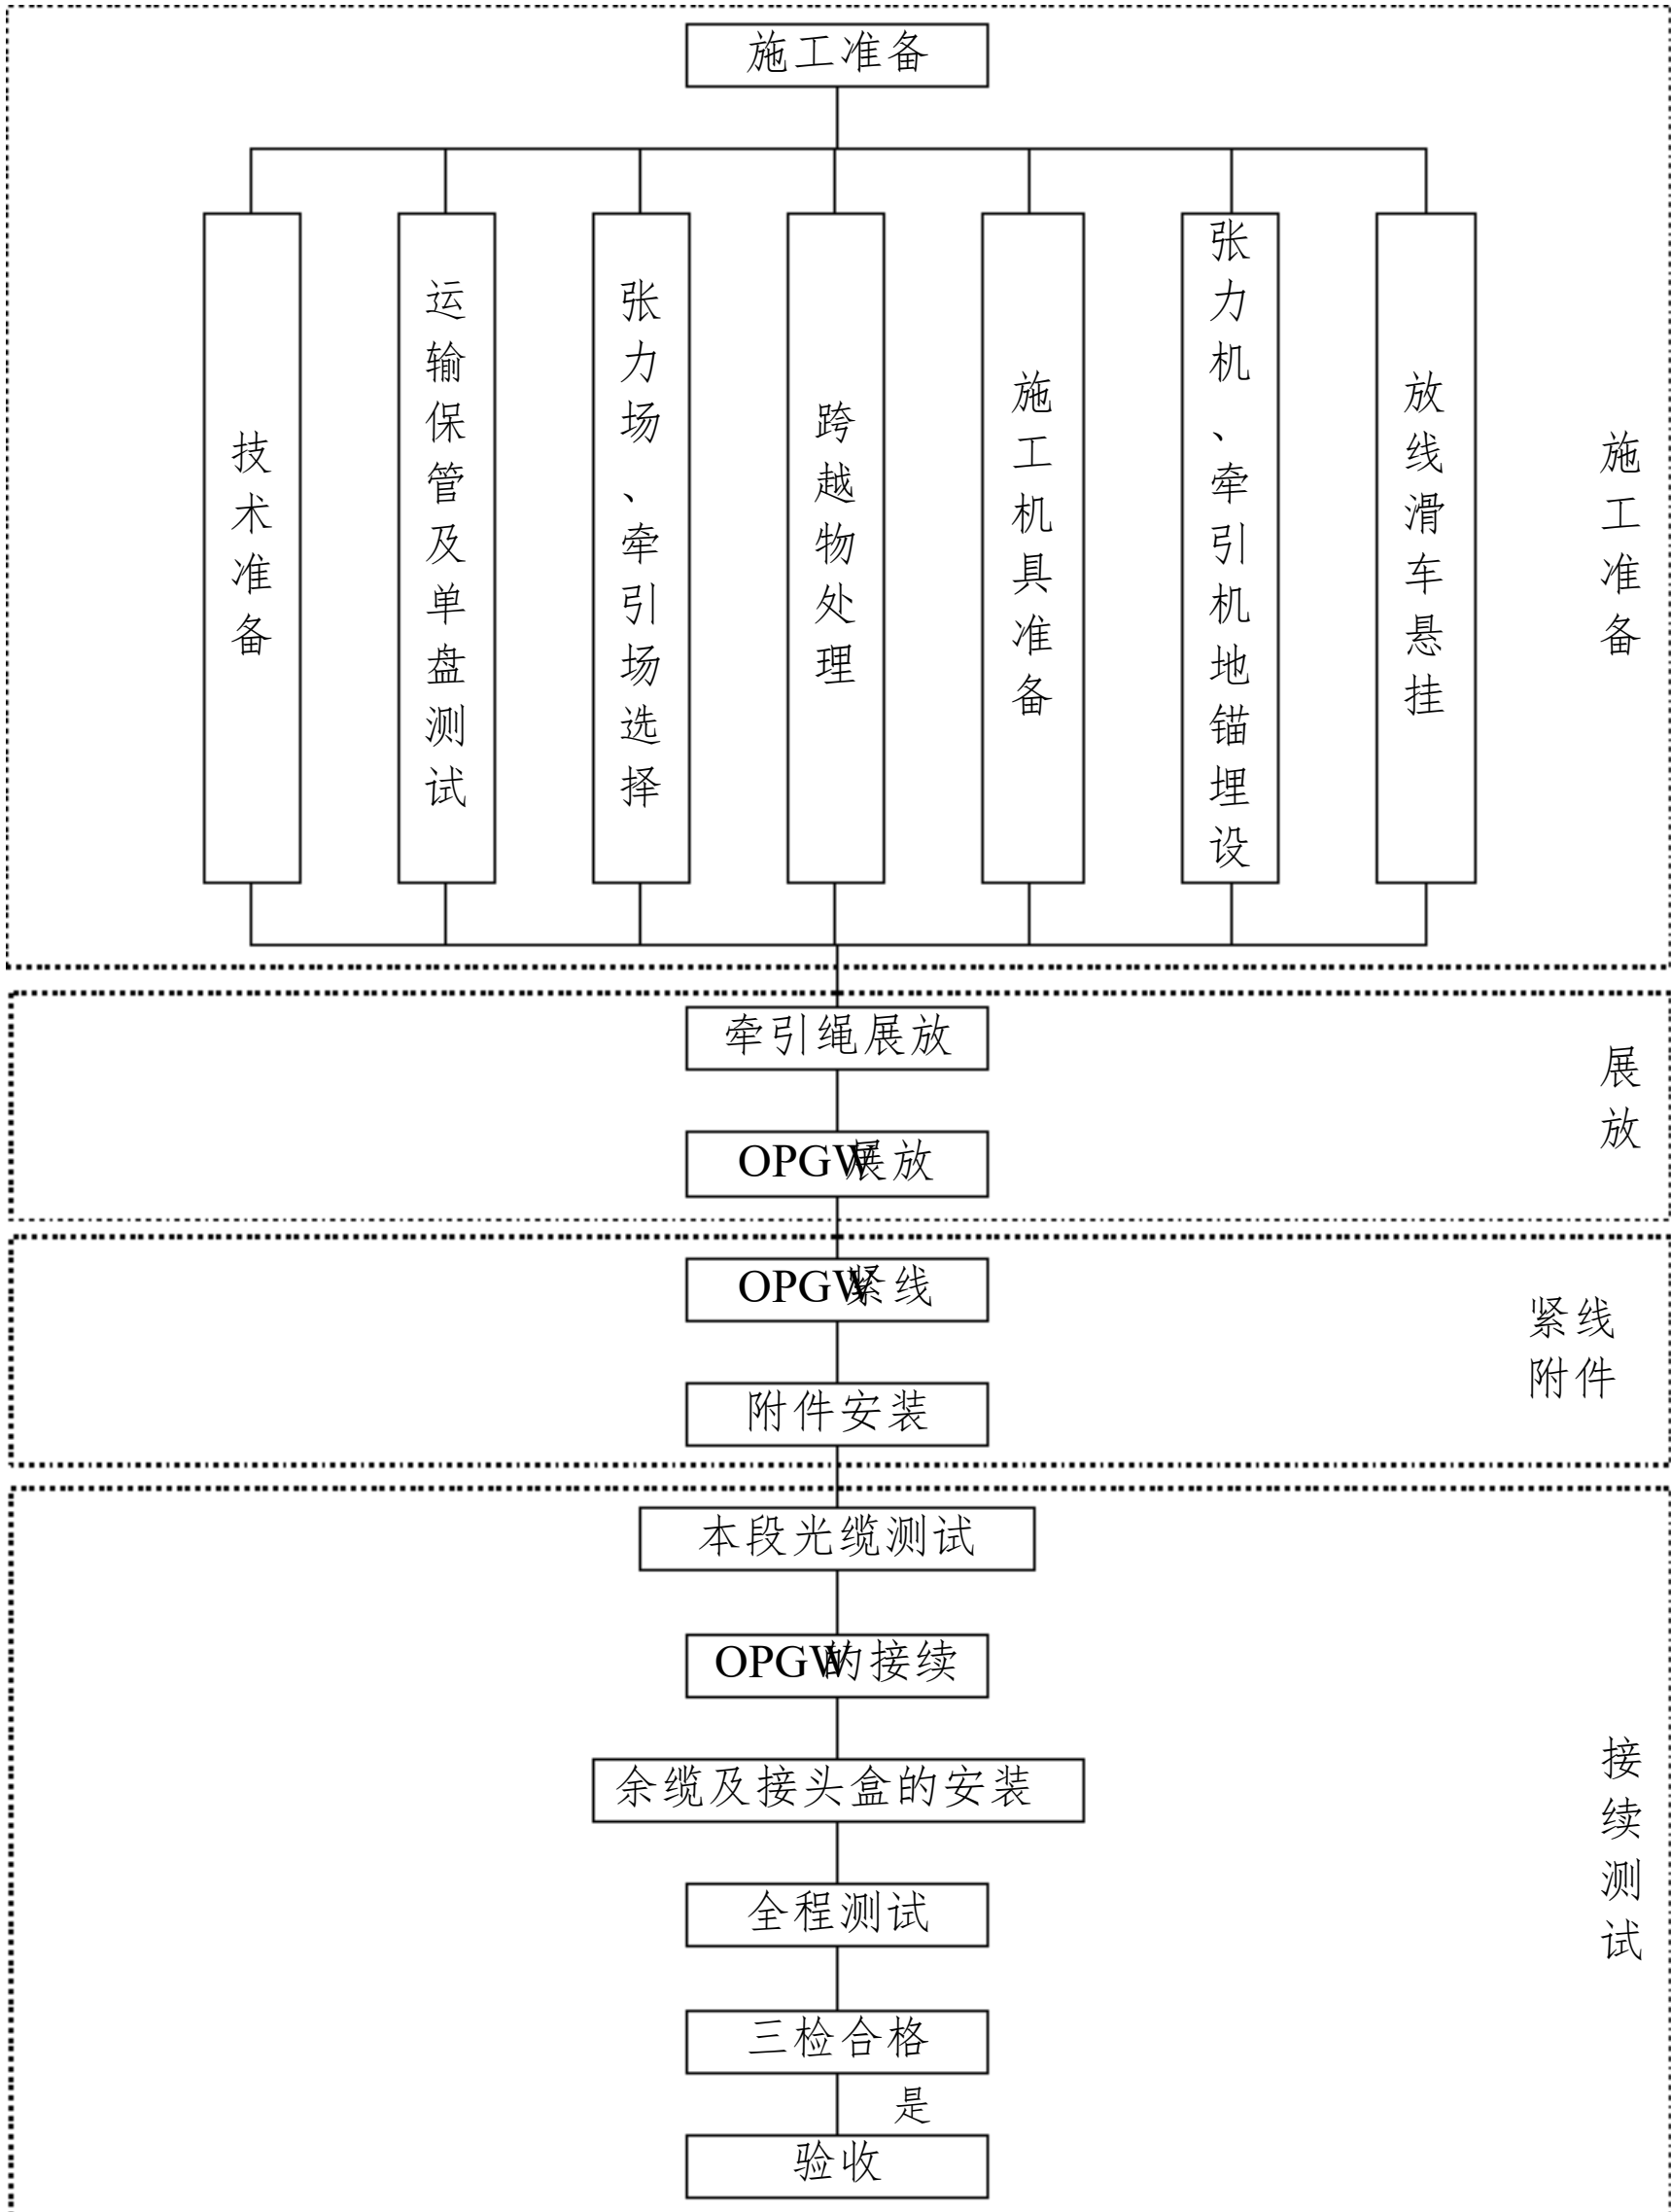 施工准备
技术准备
运输保管及单盘测试
张力场、牵引场选择
跨越物处理
施工机具准备
张力机、牵引机地锚埋设
放线滑车悬挂
施工准备
牵引绳展放
OPGW展放
展放
OPGW紧线
附件安装
紧线
附件
本段光缆测试
OPGW的接续
余缆及接头盒的安装
全程测试
三检合格
是
验收
接续测试